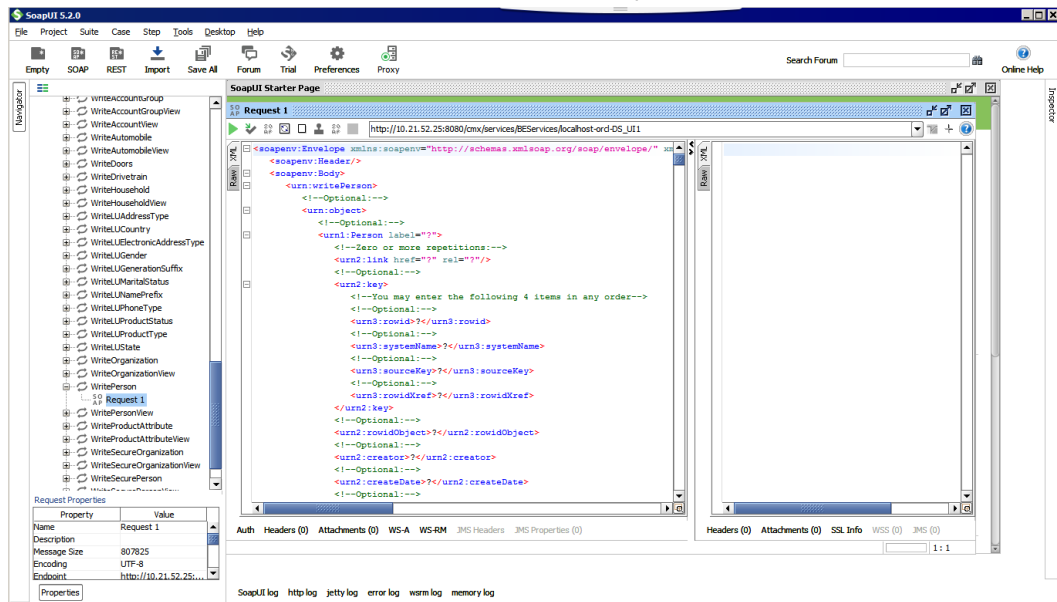 SoapUI 5.2.0
File Project Suite Case Step Tools Desktop Help
Empty SOAP REST Import Save All Forum Trial Preferences Proxy Search Forum Online Help
Navigator
Inspector
WriteAccountGroup
WriteAccountGroupView
WriteAccountView
WriteAutomobile
WriteAutomobileView
WriteDoors
WriteDrivetrain
WriteHousehold
WriteHouseholdView
WriteLUAddressType
WriteLUCountry
WriteLUElectronicAddressType
WriteLUGender
WriteLUGenerationSuffix
WriteLUMaritalStatus
WriteLUNamePrefix
WriteLUPhoneType
WriteLUProductStatus
WriteLUProductType
WriteLUState
WriteOrganization
WriteOrganizationView
WritePerson
Request 1
WritePersonView
WriteProductAttribute
WriteProductAttributeView
WriteSecureOrganization
WriteSecureOrganizationView
WriteSecurePerson
WriteSecurePersonView
Request Properties
Property Value
Name Request 1
Description
Message Size 807825
Encoding UTF-8
Endpoint http://10.21.52.25:...
Properties
SoapUI Starter Page
Request 1
http://10.21.52.25:8080/cmx/services/BEServices/localhost-orcl-DS_UI1
XML
Raw
<soapenv:Envelope xmlns:soapenv="http://schemas.xmlsoap.org/soap/envelope/" xm
<soapenv:Header/>
<soapenv:Body>
<urn:writePerson>
<!--Optional:-->
<urn:object>
<!--Optional:-->
<urn1:Person label="?">
<!--Zero or more repetitions:-->
<urn2:link href="?" rel="?"/>
<!--Optional:-->
<urn2:key>
<!--You may enter the following 4 items in any order-->
<!--Optional:-->
<urn3:rowid>?</urn3:rowid>
<!--Optional:-->
<urn3:systemName>?</urn3:systemName>
<!--Optional:-->
<urn3:sourceKey>?</urn3:sourceKey>
<!--Optional:-->
<urn3:rowidXref>?</urn3:rowidXref>
</urn2:key>
<!--Optional:-->
<urn2:rowidObject>?</urn2:rowidObject>
<!--Optional:-->
<urn2:creator>?</urn2:creator>
<!--Optional:-->
<urn2:createDate>?</urn2:createDate>
<!--Optional:-->
XML
Raw
Auth Headers (0) Attachments (0) WS-A WS-RM JMS Headers JMS Properties (0)
Headers (0) Attachments (0) SSL Info WSS (0) JMS (0)
1 : 1
SoapUI log http log jetty log error log wsrm log memory log